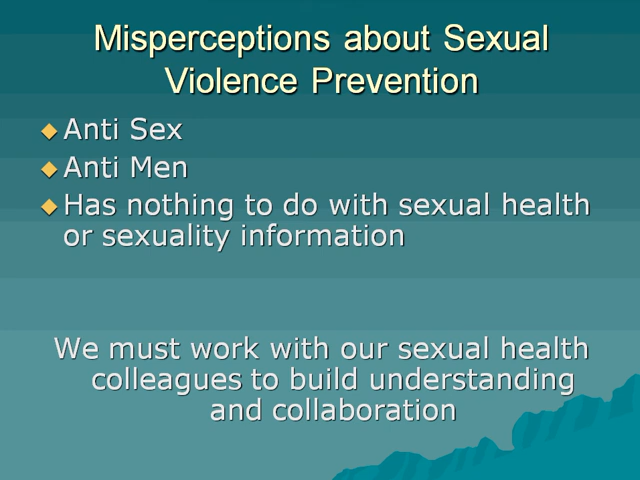 Misperceptions about Sexual
Violence Prevention
Anti Sex
Anti Men
Has nothing to do with sexual health
or sexuality information
We must work with our sexual health
colleagues to build understanding
and collaboration